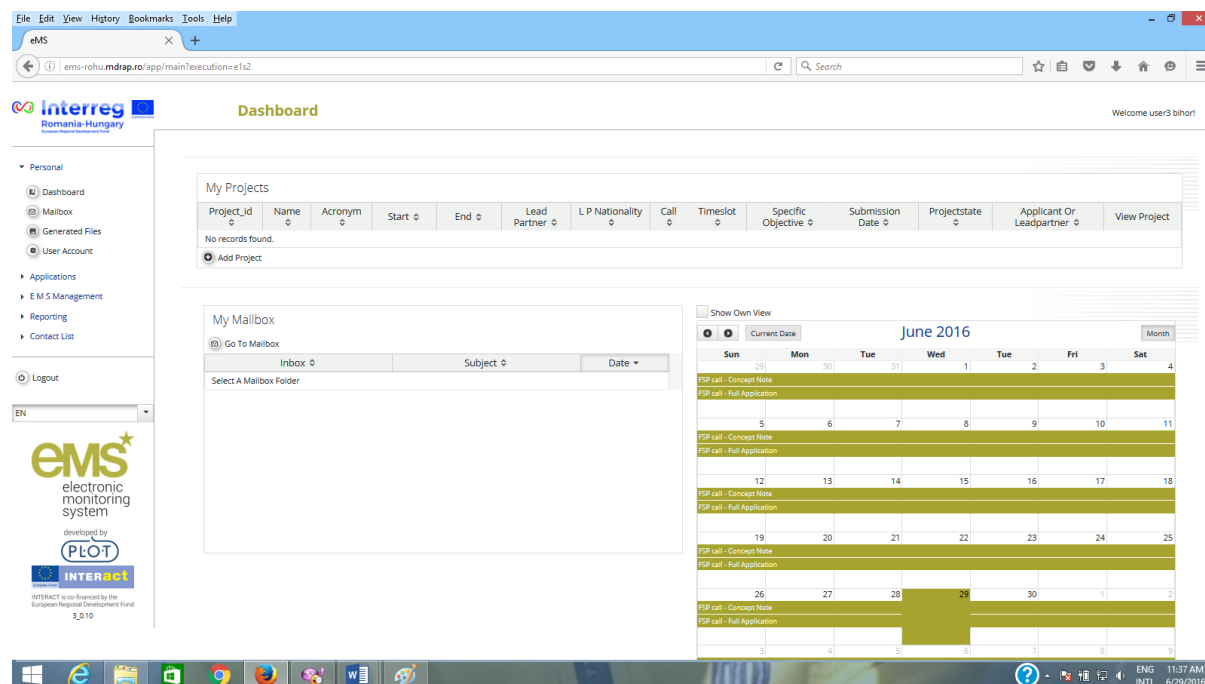 File Edit View History Bookmarks Tools Help
eMS
ems-rohu.mdrap.ro/app/main?execution=e1s2
Search
Interreg
Romania-Hungary
European Regional Development Fund
Dashboard
Welcome user3 bihor!
Personal
Dashboard
Mailbox
Generated Files
User Account
Applications
E M S Management
Reporting
Contact List
Logout
EN
eMS
electronic
monitoring
system
developed by
PLOT
INTERact
INTERACT is co-financed by the
European Regional Development Fund
3_0.10
My Projects
Project_Id Name Acronym Start End Lead Partner L P Nationality Call Timeslot Specific Objective Submission Date Projectstate Applicant Or Leadpartner View Project
No records found.
Add Project
My Mailbox
Go To Mailbox
Inbox Subject Date
Select A Mailbox Folder
Show Own View
Current Date June 2016 Month
Sun Mon Tue Wed Tue Fri Sat
29 30 31 1 2 3 4
FSP call - Concept Note
FSP call - Full Application
5 6 7 8 9 10 11
FSP call - Concept Note
FSP call - Full Application
12 13 14 15 16 17 18
FSP call - Concept Note
FSP call - Full Application
19 20 21 22 23 24 25
FSP call - Concept Note
FSP call - Full Application
26 27 28 29 30 1 2
FSP call - Concept Note
FSP call - Full Application
3 4 5 6 7 8 9
ENG 11:37 AM
INTL 6/29/2016